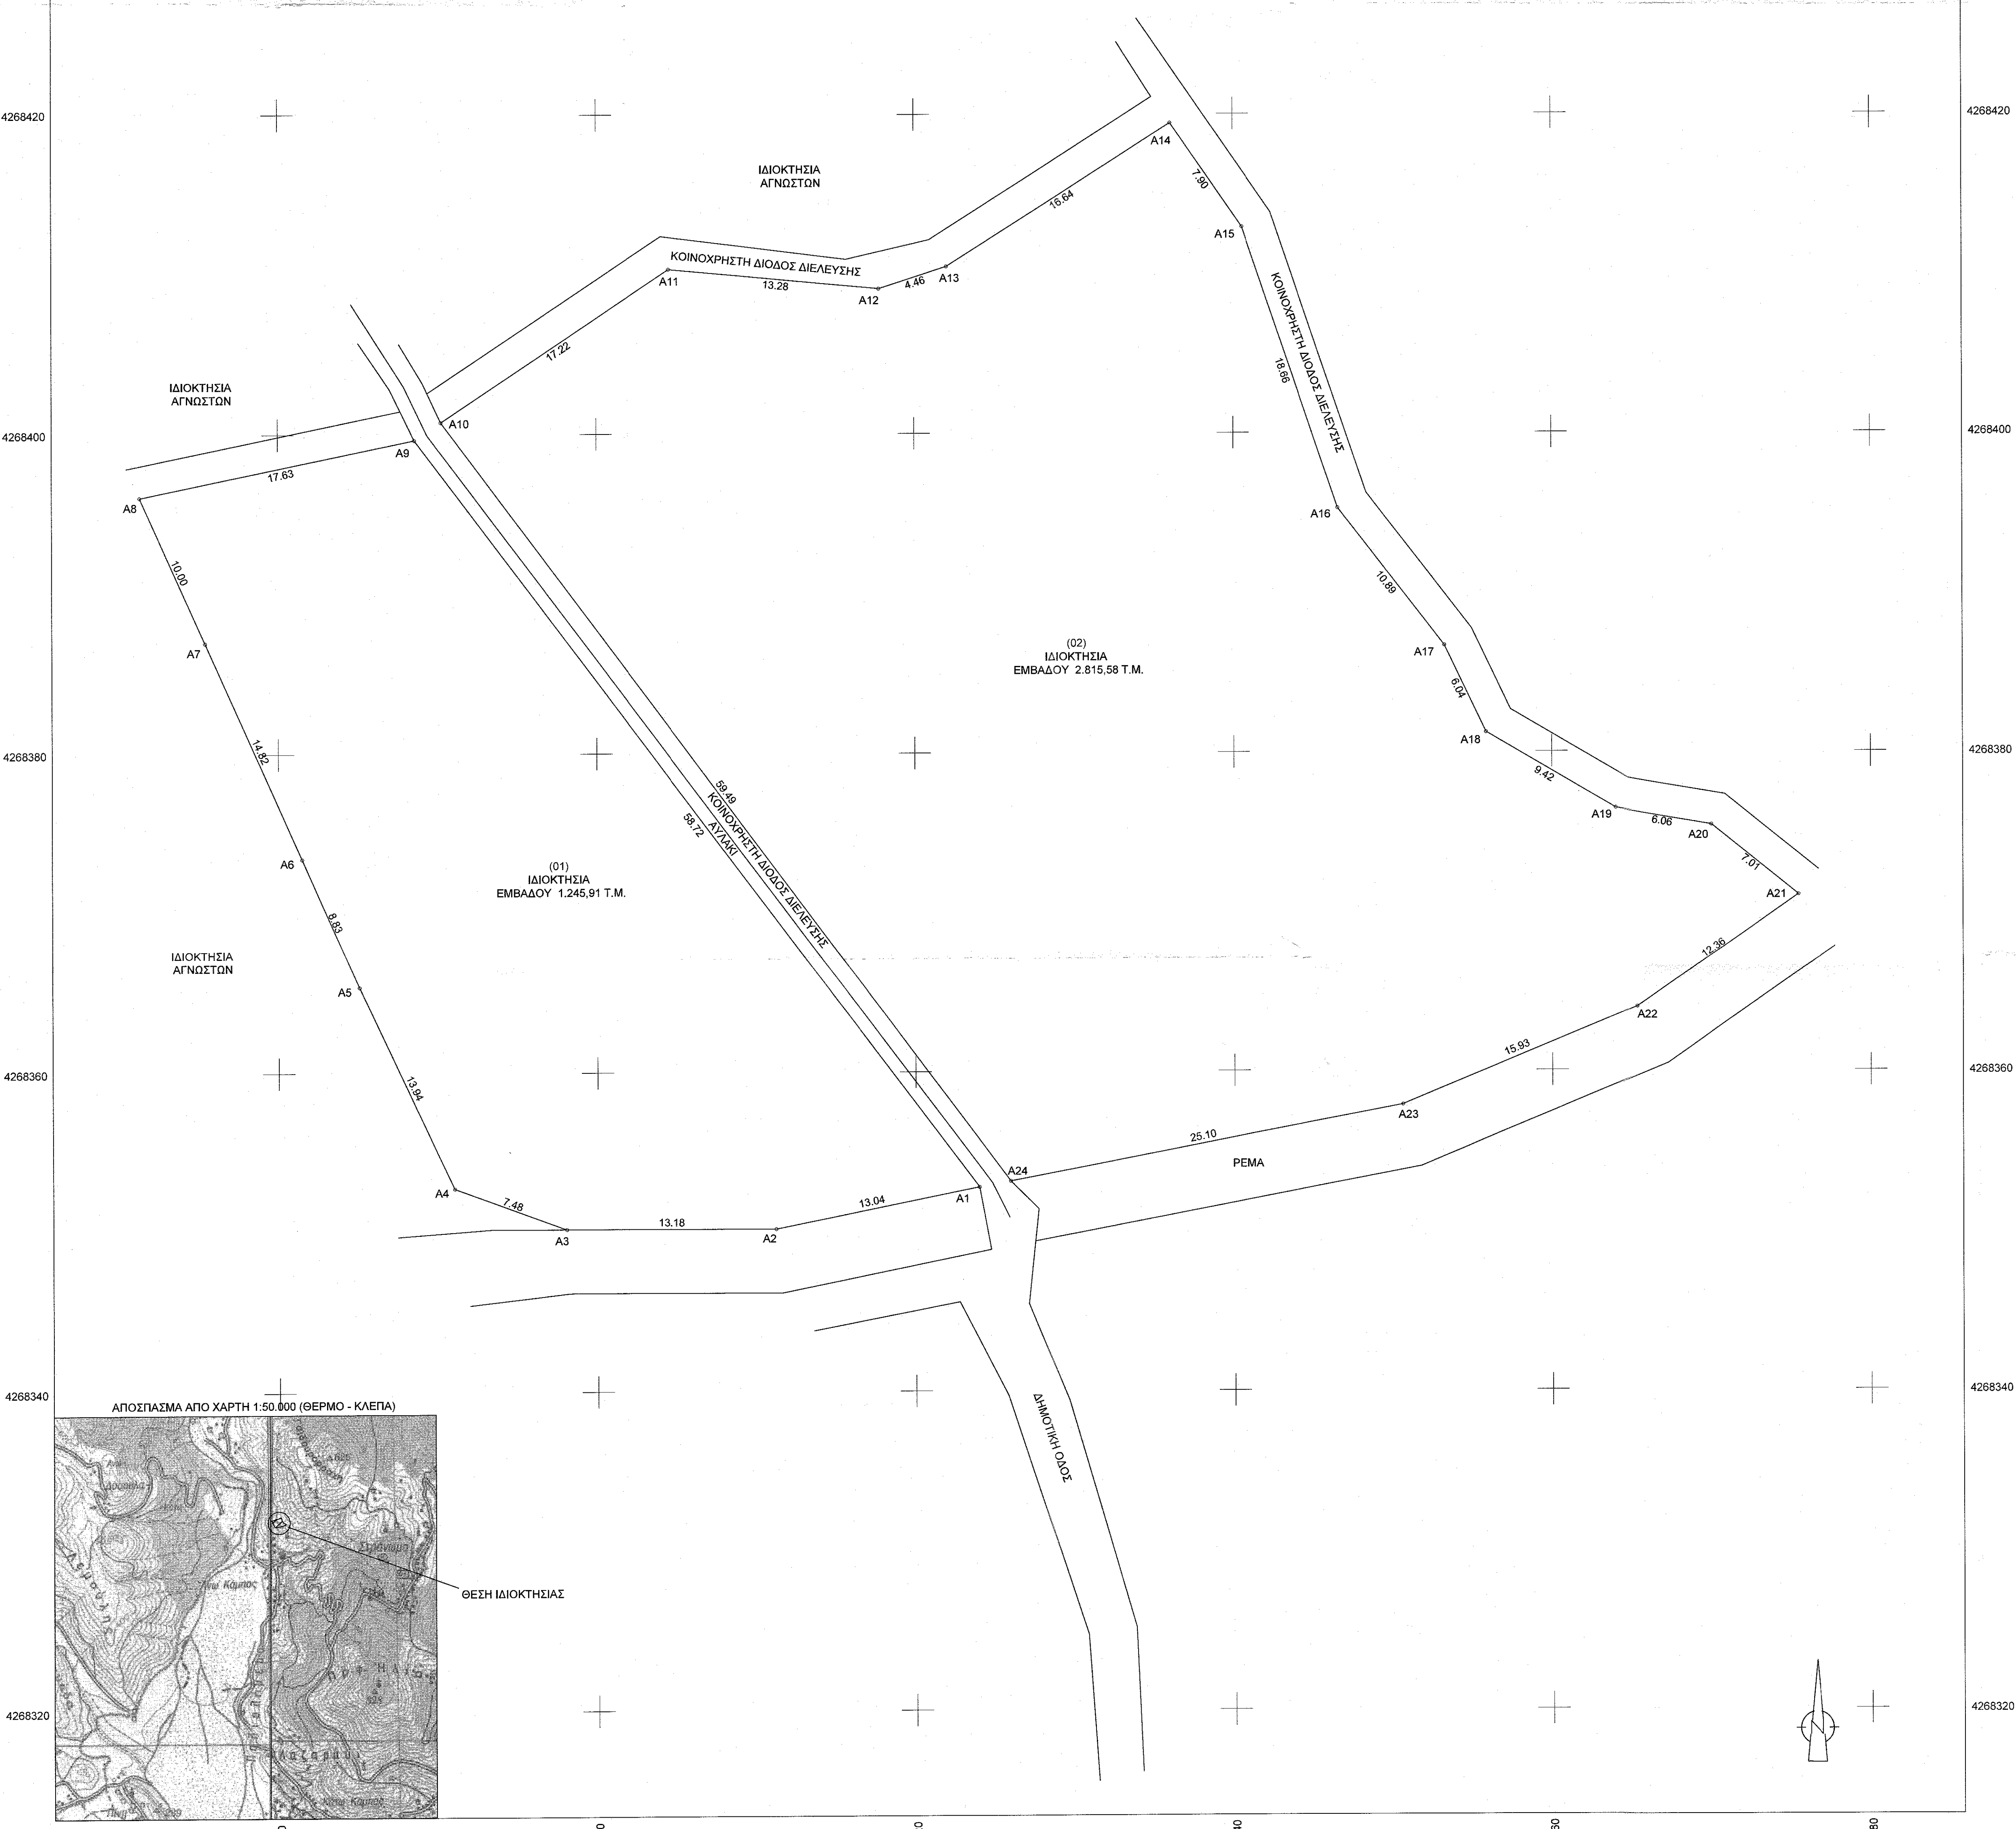 4268420
4268420
ΙΔΙΟΚΤΗΣΙΑ
ΑΓΝΩΣΤΩΝ
A14
7.90
16.64
A15
ΚΟΙΝΟΧΡΗΣΤΗ ΔΙΟΔΟΣ ΔΙΕΛΕΥΣΗΣ
A11
13.28
A12
4.46
A13
17.22
ΚΟΙΝΟΧΡΗΣΤΗ ΔΙΟΔΟΣ ΔΙΕΛΕΥΣΗΣ
18.66
ΙΔΙΟΚΤΗΣΙΑ
ΑΓΝΩΣΤΩΝ
A10
4268400
4268400
A9
17.63
A8
A16
10.00
10.89
A7
(02)
ΙΔΙΟΚΤΗΣΙΑ
ΕΜΒΑΔΟΥ 2.815,58 Τ.Μ.
A17
6.04
A18
14.82
4268380
4268380
9.42
59.49
ΚΟΙΝΟΧΡΗΣΤΗ ΔΙΟΔΟΣ ΔΙΕΛΕΥΣΗΣ
ΑΥΛΑΚΙ
58.72
A19
6.06
A20
7.01
A6
(01)
ΙΔΙΟΚΤΗΣΙΑ
ΕΜΒΑΔΟΥ 1.245,91 Τ.Μ.
A21
8.83
12.36
ΙΔΙΟΚΤΗΣΙΑ
ΑΓΝΩΣΤΩΝ
A5
A22
15.93
4268360
4268360
13.94
A23
25.10
ΡΕΜΑ
A24
A4
7.48
13.04
A1
13.18
A3
A2
4268340
4268340
ΔΗΜΟΤΙΚΗ ΟΔΟΣ
ΑΠΟΣΠΑΣΜΑ ΑΠΟ ΧΑΡΤΗ 1:50.000 (ΘΕΡΜΟ - ΚΛΕΠΑ)
ΘΕΣΗ ΙΔΙΟΚΤΗΣΙΑΣ
Κάμπος
4268320
4268320
Κάμπος